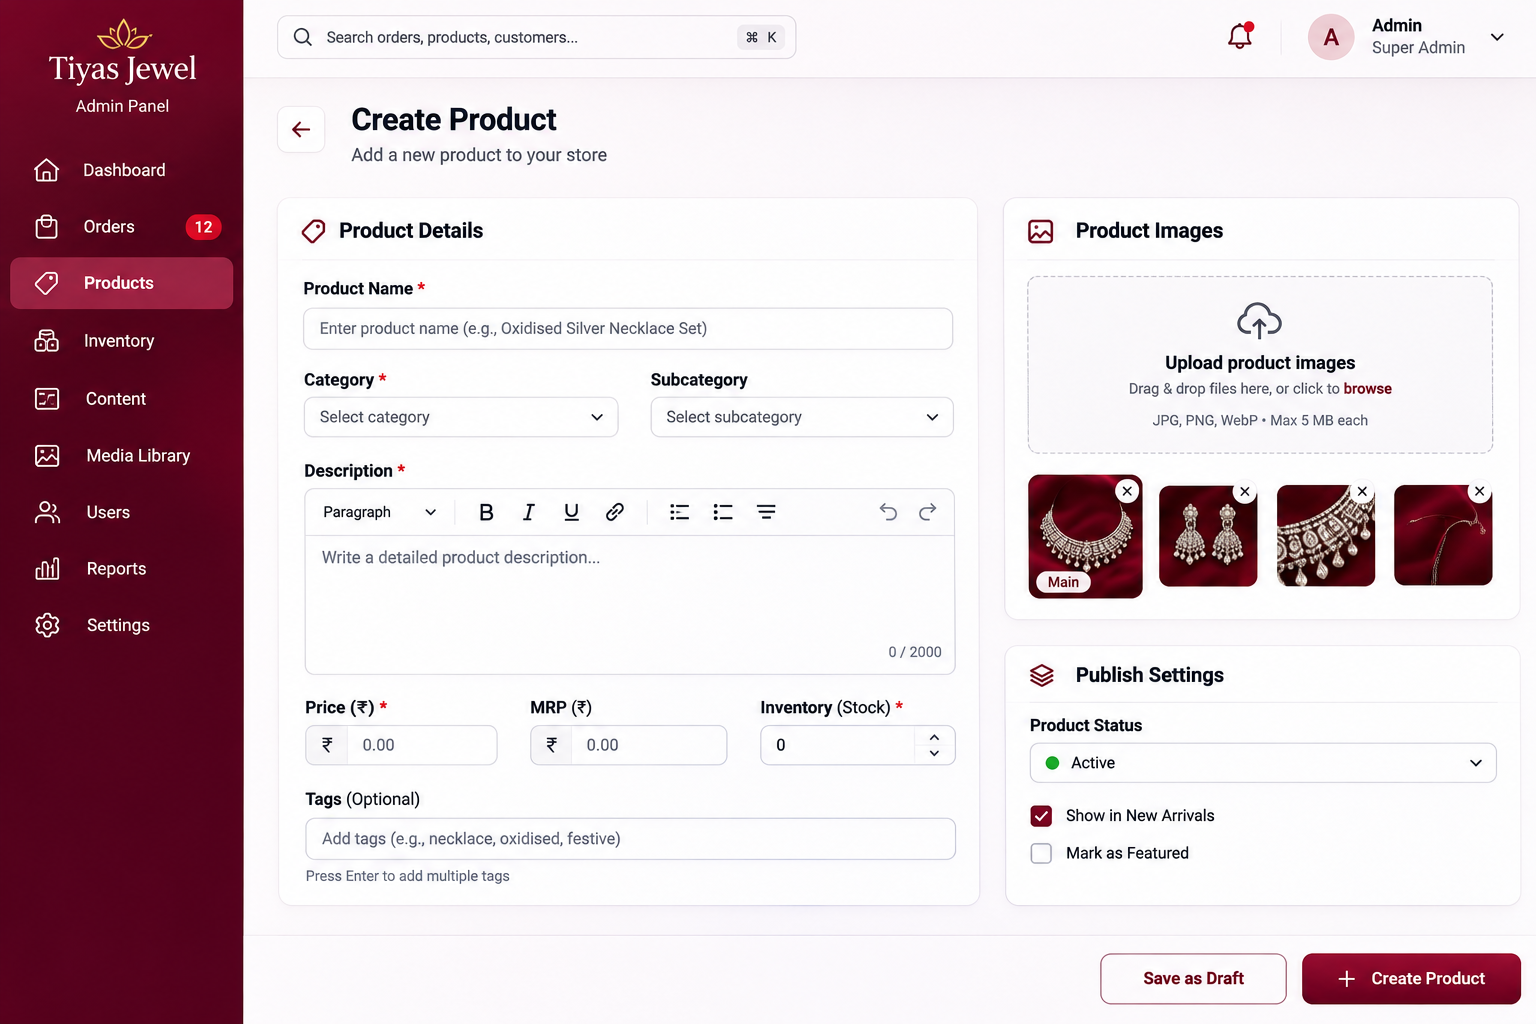 Tiyas Jewel
Admin Panel
Dashboard
Orders 12
Products
Inventory
Content
Media Library
Users
Reports
Settings
Search orders, products, customers... ⌘ K
A
Admin
Super Admin
Create Product
Add a new product to your store
Product Details
Product Name *
Enter product name (e.g., Oxidised Silver Necklace Set)
Category * Subcategory
Select category Select subcategory
Description *
Paragraph B I U
Write a detailed product description...
0 / 2000
Price (₹) * MRP (₹) Inventory (Stock) *
₹ 0.00 ₹ 0.00 0
Tags (Optional)
Add tags (e.g., necklace, oxidised, festive)
Press Enter to add multiple tags
Product Images
Upload product images
Drag & drop files here, or click to browse
JPG, PNG, WebP • Max 5 MB each
Main
Publish Settings
Product Status
Active
Show in New Arrivals
Mark as Featured
Save as Draft
+ Create Product